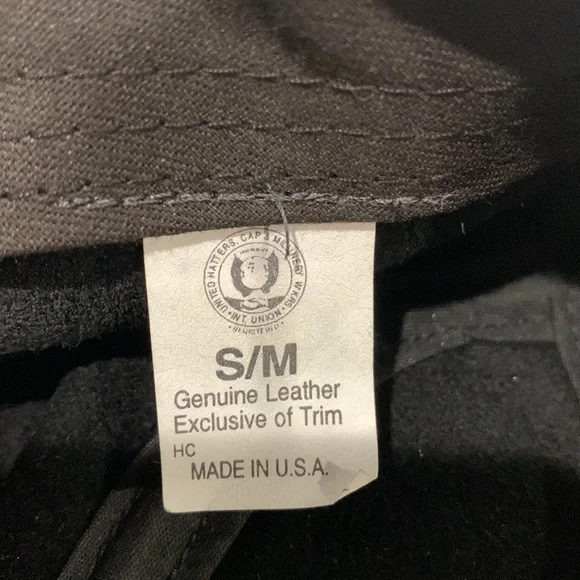 UNITED HATTERS, CAP & MILLINERY WKRS
INT. UNION
REGISTERED
S/M
Genuine Leather
Exclusive of Trim
HC
MADE IN U.S.A.